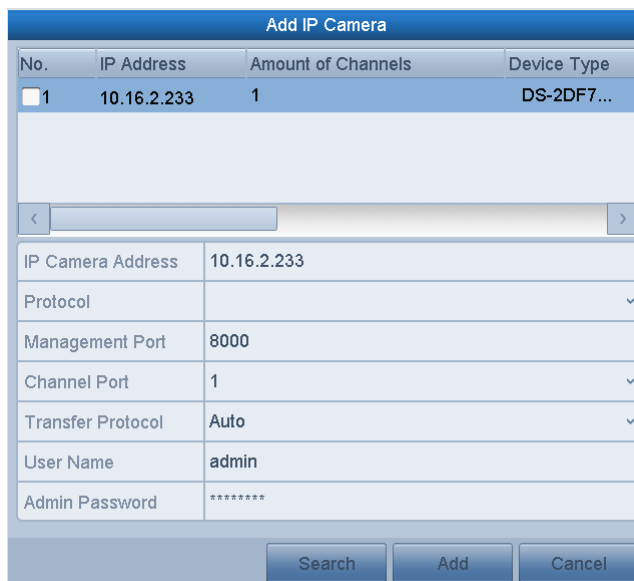 Add IP Camera
No. IP Address Amount of Channels Device Type
1 10.16.2.233 1 DS-2DF7...
IP Camera Address 10.16.2.233
Protocol
Management Port 8000
Channel Port 1
Transfer Protocol Auto
User Name admin
Admin Password ********
Search Add Cancel